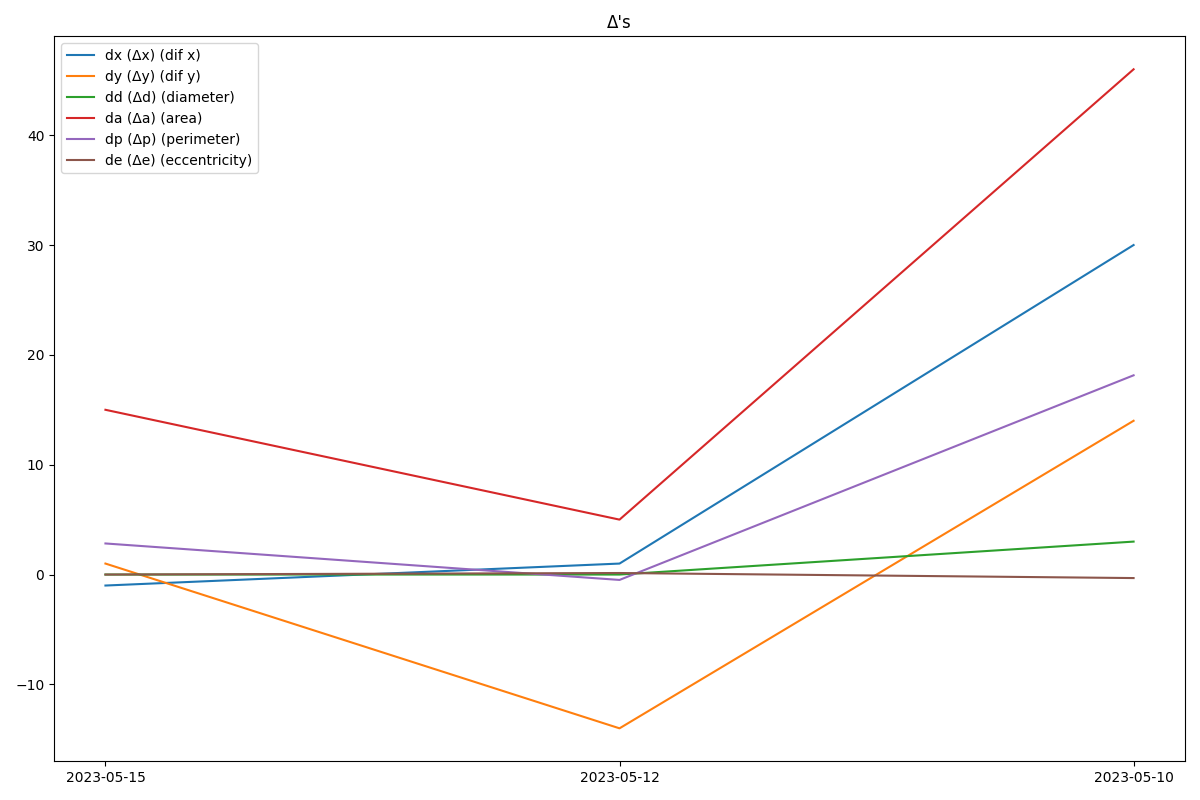 Δ's
dx (Δx) (dif x)
dy (Δy) (dif y)
dd (Δd) (diameter)
da (Δa) (area)
dp (Δp) (perimeter)
de (Δe) (eccentricity)
40
30
20
10
0
−10
2023-05-15
2023-05-12
2023-05-10